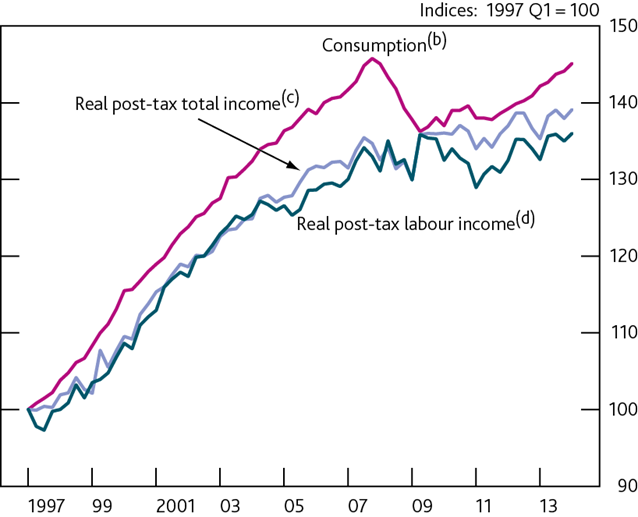 Indices: 1997 Q1 = 100
150
Consumption(b)
Real post-tax total income(c)
140
130
Real post-tax labour income(d)
120
110
100
90
1997 99 2001 03 05 07 09 11 13